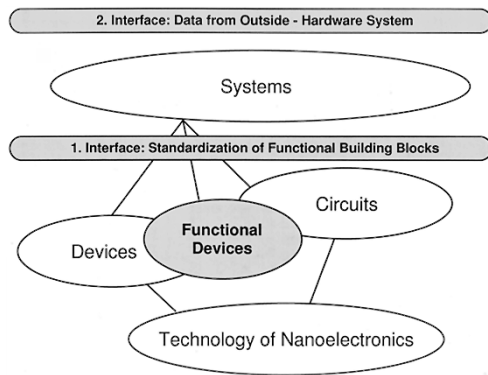 2. Interface: Data from Outside - Hardware System
Systems
1. Interface: Standardization of Functional Building Blocks
Circuits
Functional
Devices
Devices
Technology of Nanoelectronics